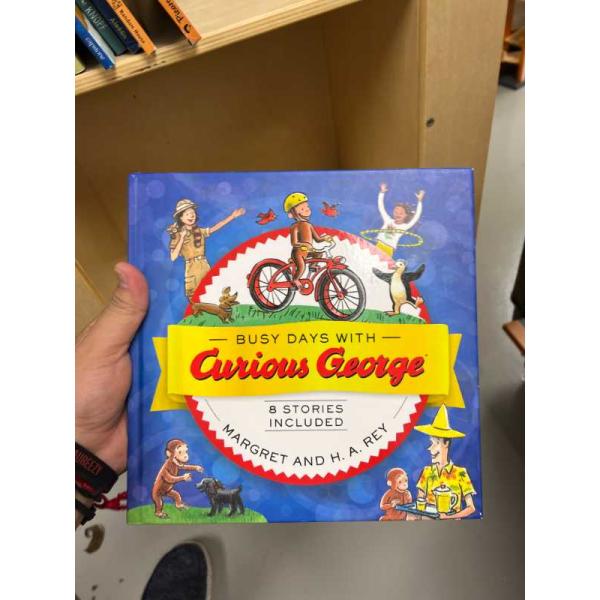 BUSY DAYS WITH
Curious George
8 STORIES
INCLUDED
MARGRET AND H. A. REY